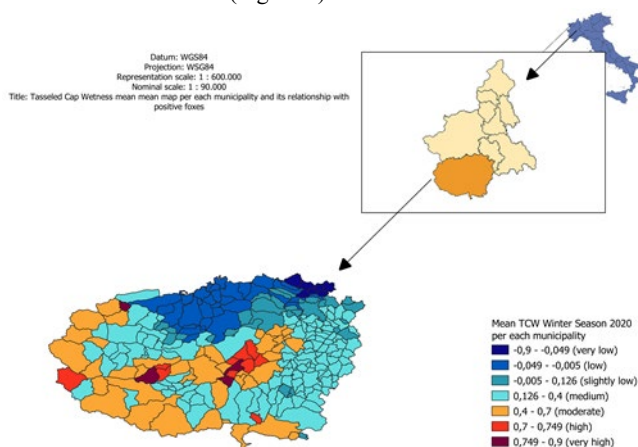 Datum: WGS84
Projection: WSG84
Representation scale: 1 : 600.000
Nominal scale: 1 : 90.000
Title: Tasseled Cap Wetness mean mean map per each municipality and its relationship with
positive foxes
Mean TCW Winter Season 2020
per each municipality
-0,9 - -0,049 (very low)
-0,049 - -0,005 (low)
-0,005 - 0,126 (slightly low)
0,126 - 0,4 (medium)
0,4 - 0,7 (moderate)
0,7 - 0,749 (high)
0,749 - 0,9 (very high)